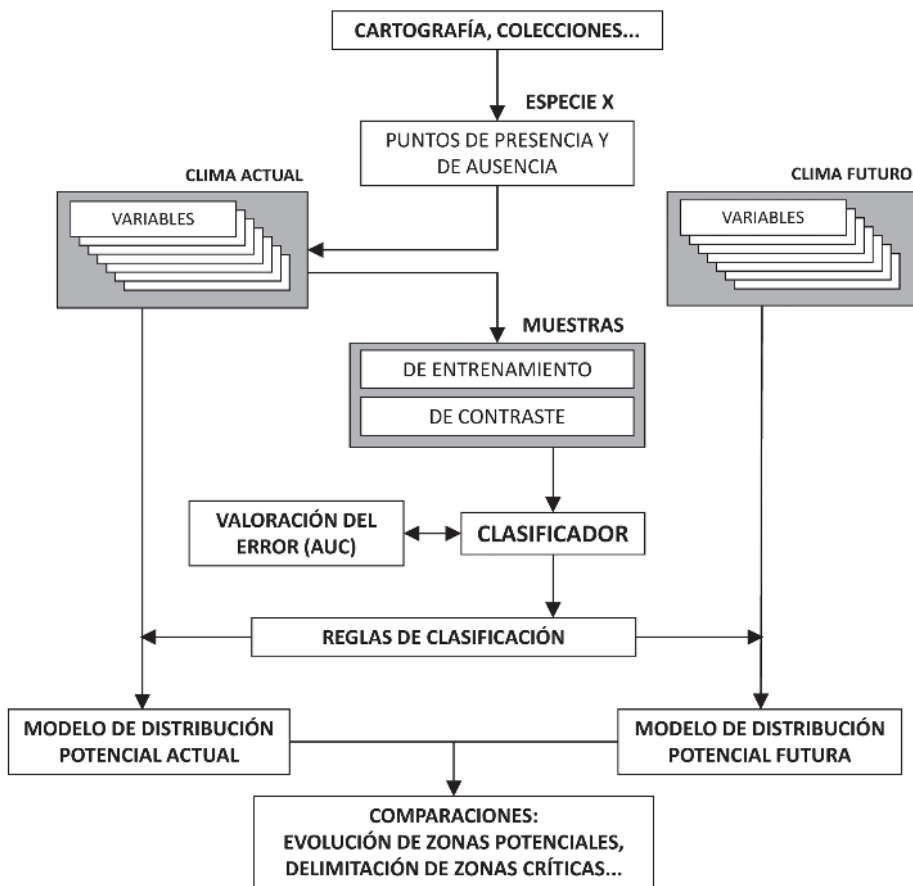 CARTOGRAFÍA, COLECCIONES...
ESPECIE X
PUNTOS DE PRESENCIA Y
DE AUSENCIA
CLIMA ACTUAL
VARIABLES
CLIMA FUTURO
VARIABLES
MUESTRAS
DE ENTRENAMIENTO
DE CONTRASTE
VALORACIÓN DEL
ERROR (AUC)
CLASIFICADOR
REGLAS DE CLASIFICACIÓN
MODELO DE DISTRIBUCIÓN
POTENCIAL ACTUAL
MODELO DE DISTRIBUCIÓN
POTENCIAL FUTURA
COMPARACIONES:
EVOLUCIÓN DE ZONAS POTENCIALES,
DELIMITACIÓN DE ZONAS CRÍTICAS...